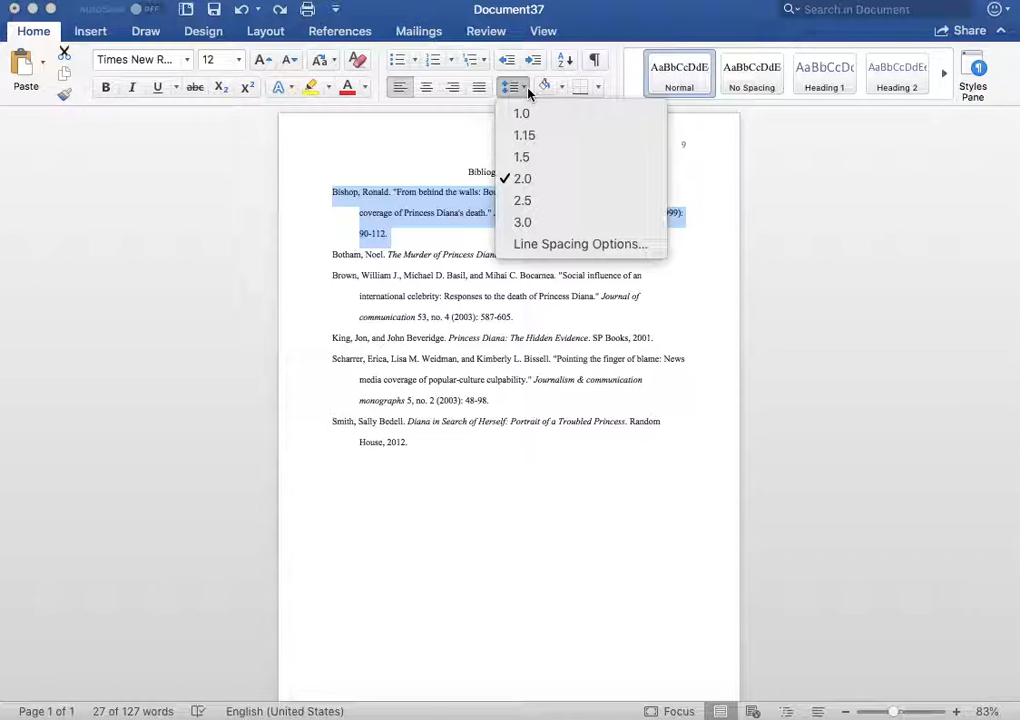 AutoSave OFF
Document37
Search in Document
Home Insert Draw Design Layout References Mailings Review View
Share
Paste
Times New R... 12
Aa
B I U abc X2 X2 A A
AaBbCcDdE AaBbCcDdE AaBbCcDc AaBbCcDdE
Normal No Spacing Heading 1 Heading 2
Styles
Pane
1.0
1.15
1.5
2.0
2.5
3.0
Line Spacing Options...
9
Bibliog
Bishop, Ronald. "From behind the walls: Bo
coverage of Princess Diana's death."
99):
90-112.
Botham, Noel. The Murder of Princess Dian
Brown, William J., Michael D. Basil, and Mihai C. Bocarnea. "Social influence of an
international celebrity: Responses to the death of Princess Diana." Journal of
communication 53, no. 4 (2003): 587-605.
King, Jon, and John Beveridge. Princess Diana: The Hidden Evidence. SP Books, 2001.
Scharrer, Erica, Lisa M. Weidman, and Kimberly L. Bissell. "Pointing the finger of blame: News
media coverage of popular-culture culpability." Journalism & communication
monographs 5, no. 2 (2003): 48-98.
Smith, Sally Bedell. Diana in Search of Herself: Portrait of a Troubled Princess. Random
House, 2012.
Page 1 of 1 27 of 127 words English (United States) Focus 83%